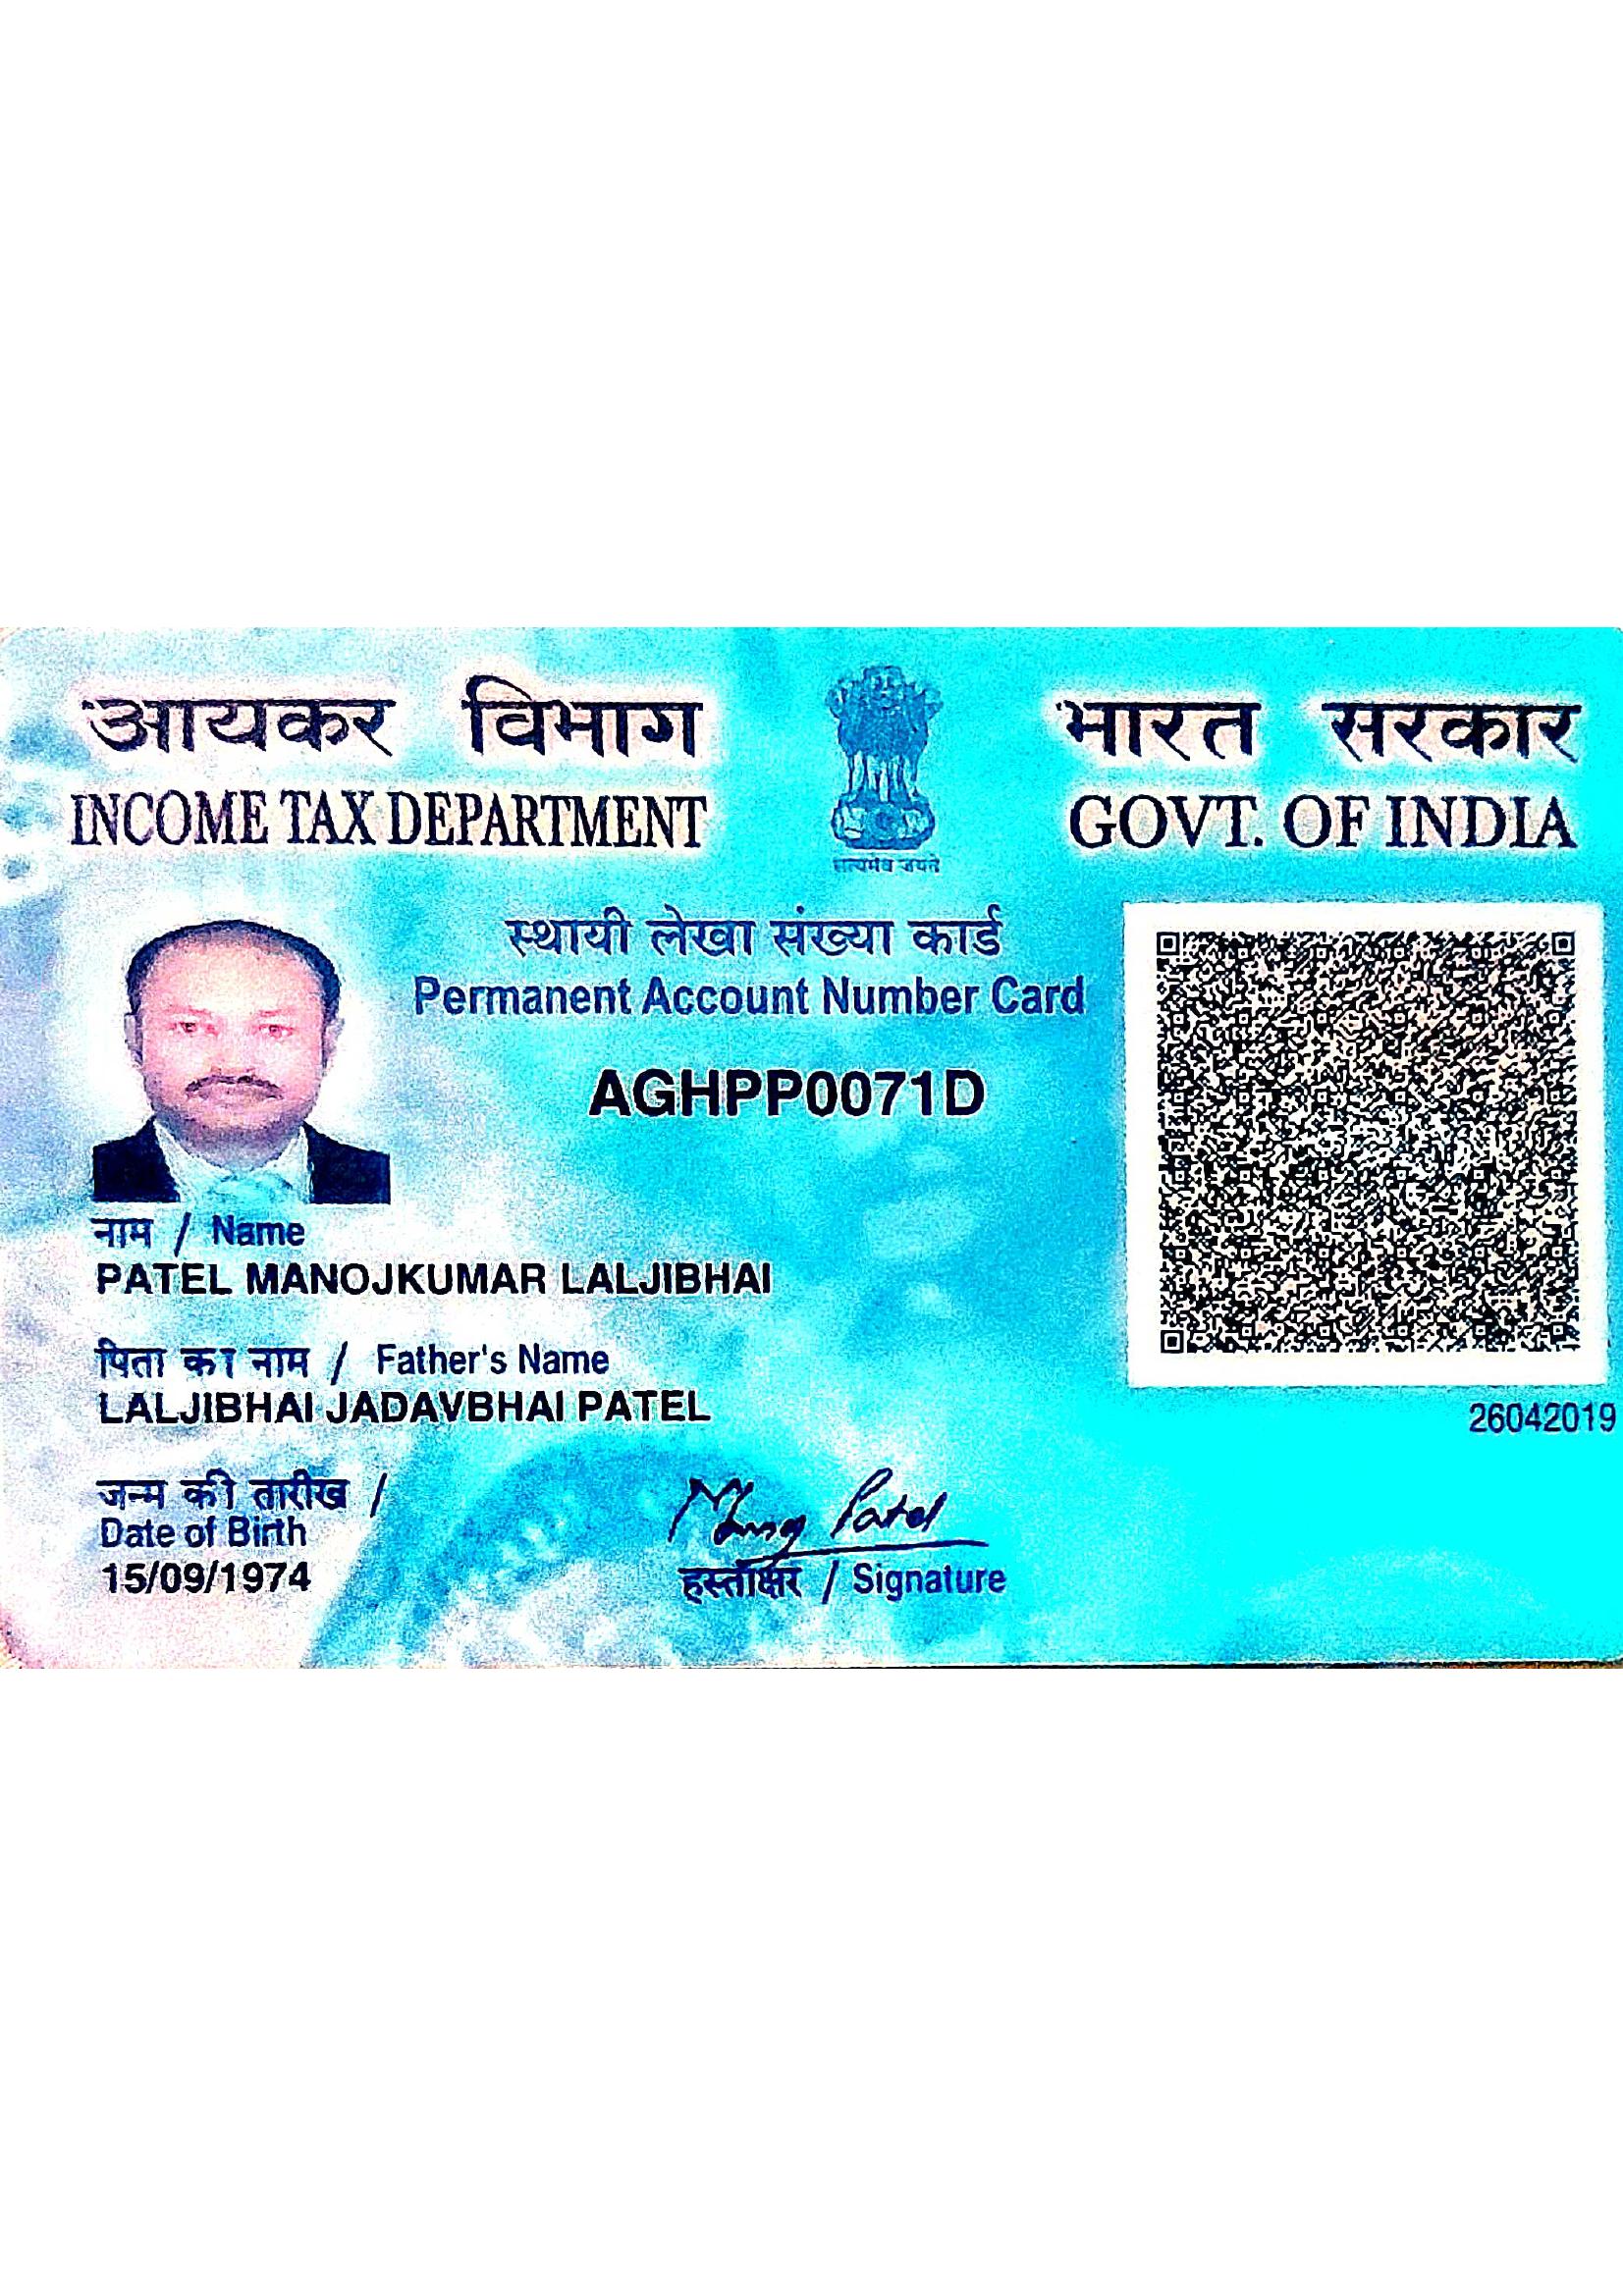 आयकर विभाग
INCOME TAX DEPARTMENT
सत्यमेव जयते
भारत सरकार
GOVT. OF INDIA
स्थायी लेखा संख्या कार्ड
Permanent Account Number Card
AGHPP0071D
नाम / Name
PATEL MANOJKUMAR LALJIBHAI
पिता का नाम / Father's Name
LALJIBHAI JADAVBHAI PATEL
26042019
जन्म की तारीख /
Date of Birth
15/09/1974
Manoj Patel
हस्ताक्षर / Signature